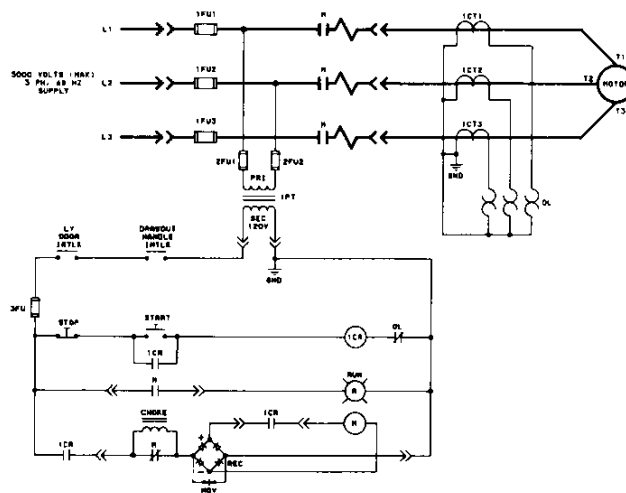 1FU1
M
1CT1
L1
T1
5000 VOLTS (MAX)
3 PH, 60 HZ
SUPPLY
1FU2
M
1CT2
L2
T2
MOTOR
T3
1FU3
M
1CT3
L3
2FU1
2FU2
GND
PRI
1PT
OL
SEC
120V
LV
DOOR
INTLK
DRAWOUT
HANDLE
INTLK
GND
3FU
STOP
START
1CR
OL
1CR
RUN
M
R
CHOKE
1CR
M
1CR
M
+
REC
MOV